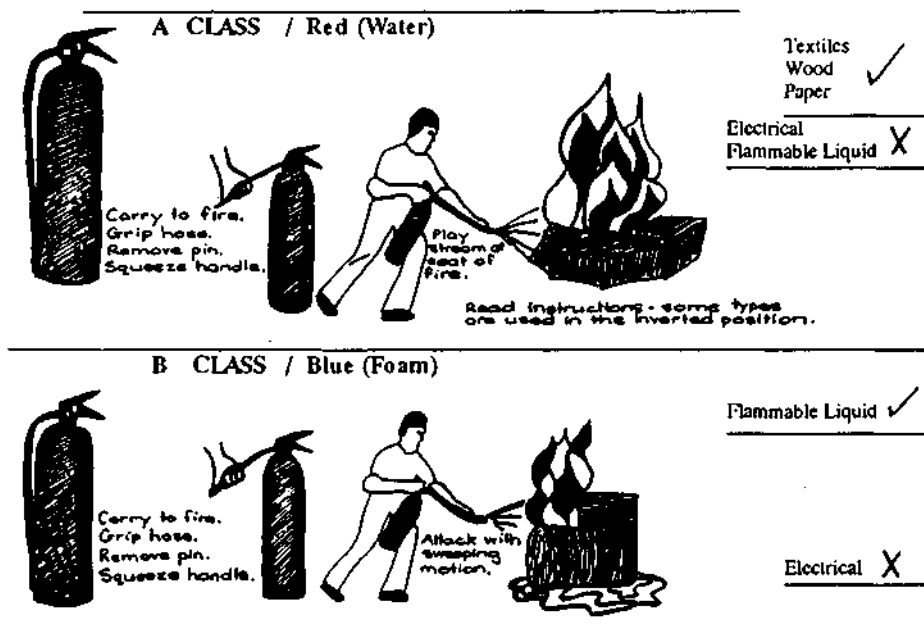 A CLASS / Red (Water)
Textiles
Wood
Paper
Electrical
Flammable Liquid X
Carry to fire.
Grip hose.
Remove pin.
Squeeze handle.
Play
stream at
seat of
fire.
Read instructions - some types
are used in the inverted position.
B CLASS / Blue (Foam)
Flammable Liquid
Carry to fire.
Grip hose.
Remove pin.
Squeeze handle.
Attack with
sweeping
motion.
Electrical X